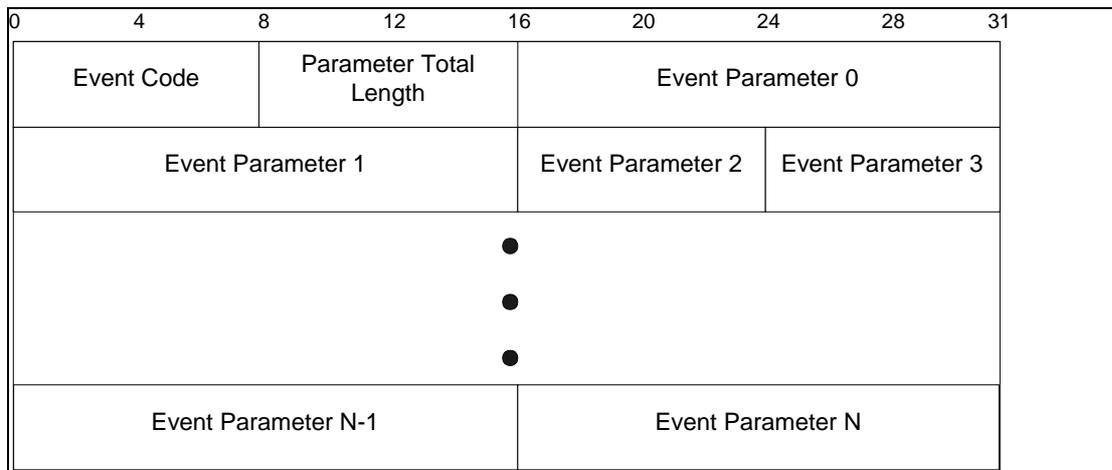 0 4 8 12 16 20 24 28 31
Event Code
Parameter Total
Length
Event Parameter 0
Event Parameter 1
Event Parameter 2
Event Parameter 3
Event Parameter N-1
Event Parameter N